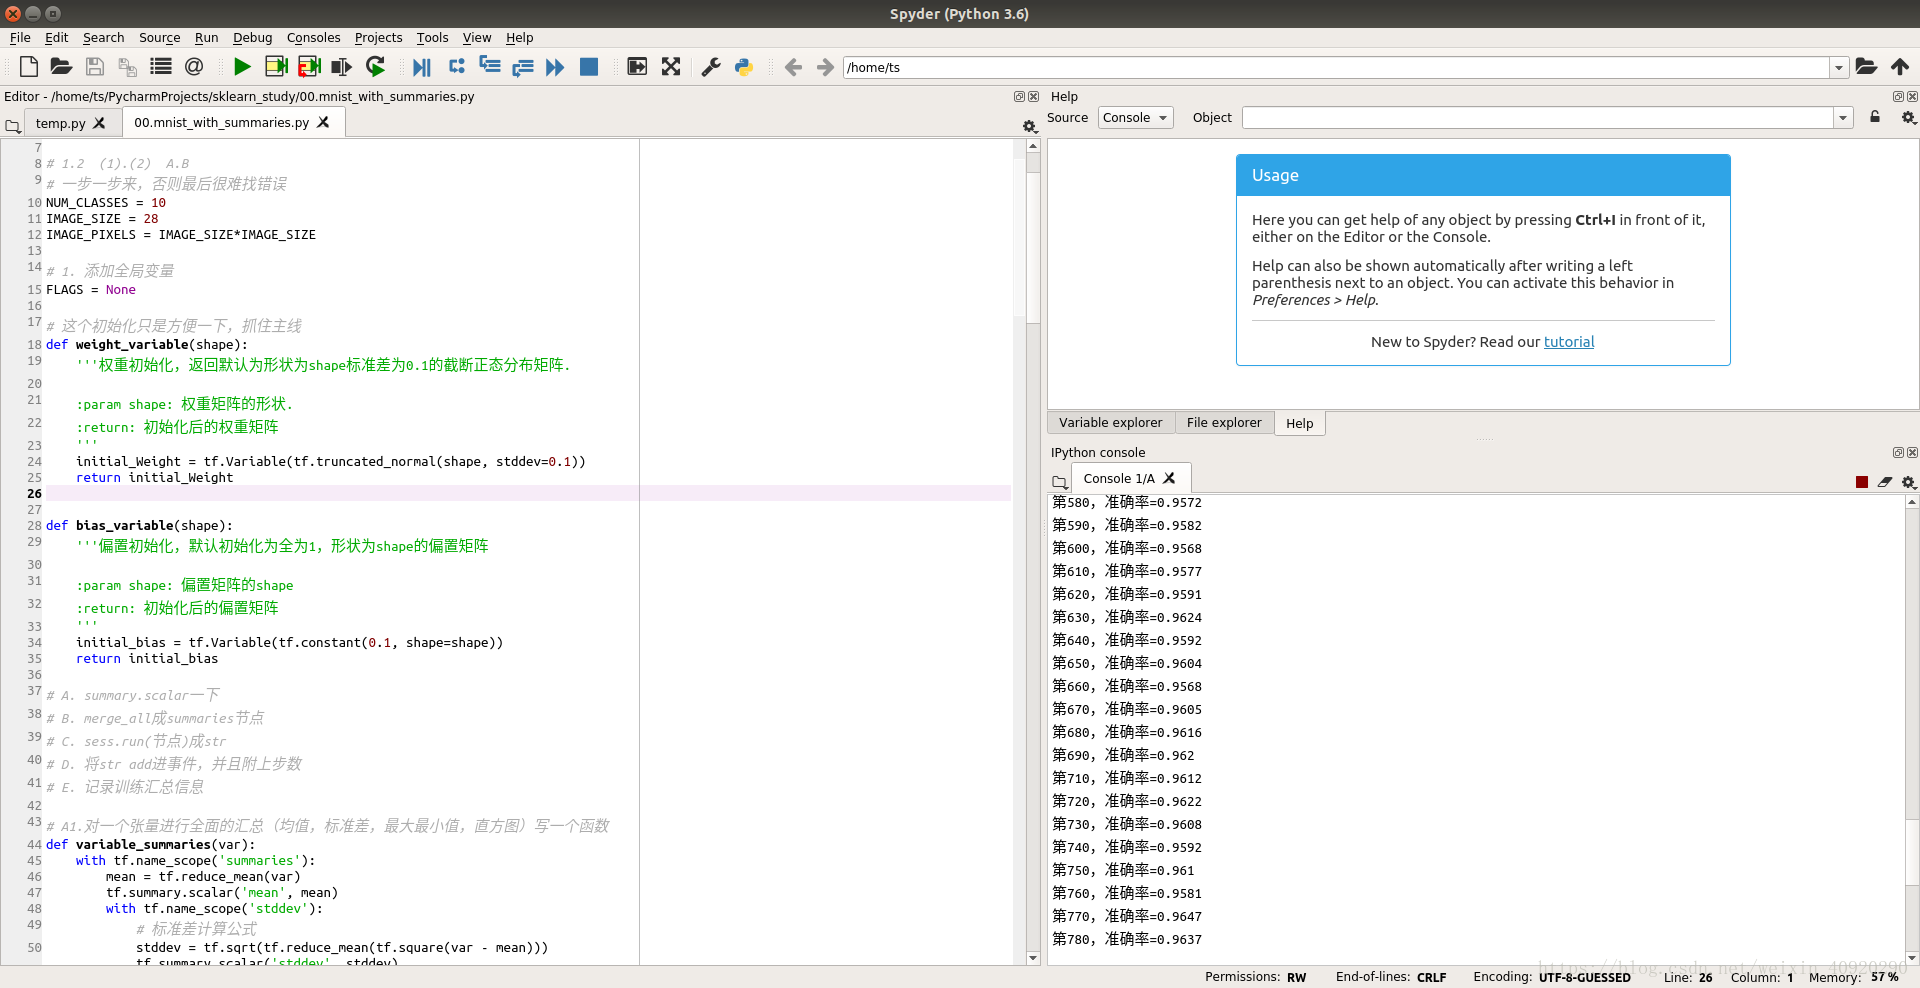 Spyder (Python 3.6)
File Edit Search Source Run Debug Consoles Projects Tools View Help
/home/ts
Editor - /home/ts/PycharmProjects/sklearn_study/00.mnist_with_summaries.py
temp.py
00.mnist_with_summaries.py
7
8 # 1.2  (1).(2)  A.B
9 # 一步一步来，否则最后很难找错误
10 NUM_CLASSES = 10
11 IMAGE_SIZE = 28
12 IMAGE_PIXELS = IMAGE_SIZE*IMAGE_SIZE
13
14 # 1. 添加全局变量
15 FLAGS = None
16
17 # 这个初始化只是方便一下，抓住主线
18 def weight_variable(shape):
19     '''权重初始化，返回默认为形状为shape标准差为0.1的截断正态分布矩阵.
20
21     :param shape: 权重矩阵的形状.
22     :return: 初始化后的权重矩阵
23     '''
24     initial_Weight = tf.Variable(tf.truncated_normal(shape, stddev=0.1))
25     return initial_Weight
26
27
28 def bias_variable(shape):
29     '''偏置初始化，默认初始化为全为1，形状为shape的偏置矩阵
30
31     :param shape: 偏置矩阵的shape
32     :return: 初始化后的偏置矩阵
33     '''
34     initial_bias = tf.Variable(tf.constant(0.1, shape=shape))
35     return initial_bias
36
37 # A. summary.scalar一下
38 # B. merge_all成summaries节点
39 # C. sess.run(节点)成str
40 # D. 将str add进事件，并且附上步数
41 # E. 记录训练汇总信息
42
43 # A1.对一个张量进行全面的汇总（均值，标准差，最大最小值，直方图）写一个函数
44 def variable_summaries(var):
45     with tf.name_scope('summaries'):
46         mean = tf.reduce_mean(var)
47         tf.summary.scalar('mean', mean)
48         with tf.name_scope('stddev'):
49             # 标准差计算公式
50             stddev = tf.sqrt(tf.reduce_mean(tf.square(var - mean)))
            tf.summary.scalar('stddev', stddev)
Help
Source Console Object
Usage
Here you can get help of any object by pressing Ctrl+I in front of it,
either on the Editor or the Console.
Help can also be shown automatically after writing a left
parenthesis next to an object. You can activate this behavior in
Preferences > Help.
New to Spyder? Read our tutorial
Variable explorer File explorer Help
IPython console
Console 1/A
第580, 准确率=0.9572
第590, 准确率=0.9582
第600, 准确率=0.9568
第610, 准确率=0.9577
第620, 准确率=0.9591
第630, 准确率=0.9624
第640, 准确率=0.9592
第650, 准确率=0.9604
第660, 准确率=0.9568
第670, 准确率=0.9605
第680, 准确率=0.9616
第690, 准确率=0.962
第710, 准确率=0.9612
第720, 准确率=0.9622
第730, 准确率=0.9608
第740, 准确率=0.9592
第750, 准确率=0.961
第760, 准确率=0.9581
第770, 准确率=0.9647
第780, 准确率=0.9637
https://blog.csdn.net/weixin_40920290
Permissions: RW End-of-lines: CRLF Encoding: UTF-8-GUESSED Line: 26 Column: 1 Memory: 57 %